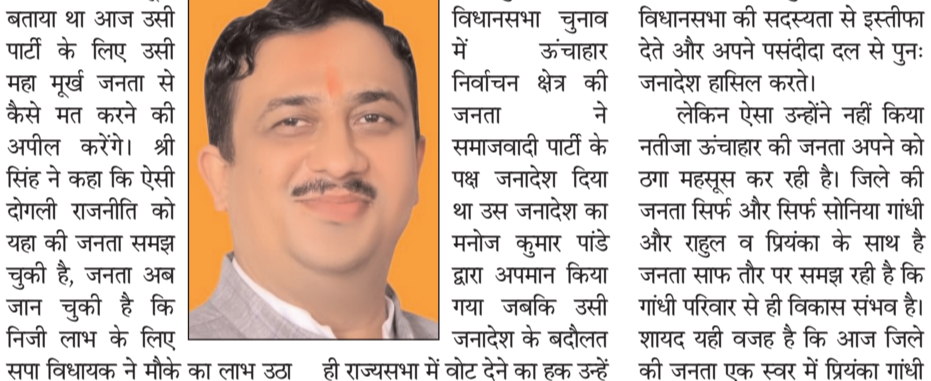 बताया था आज उसी
पार्टी के लिए उसी
महा मूर्ख जनता से
कैसे मत करने की
अपील करेंगे। श्री
सिंह ने कहा कि ऐसी
दोगली राजनीति को
यहा की जनता समझ
चुकी है, जनता अब
जान चुकी है कि
निजी लाभ के लिए
सपा विधायक ने मौके का लाभ उठा
विधानसभा चुनाव
में ऊंचाहार
निर्वाचन क्षेत्र की
जनता ने
समाजवादी पार्टी के
पक्ष जनादेश दिया
था उस जनादेश का
मनोज कुमार पांडे
द्वारा अपमान किया
गया जबकि उसी
जनादेश के बदौलत
ही राज्यसभा में वोट देने का हक उन्हें
विधानसभा की सदस्यता से इस्तीफा
देते और अपने पसंदीदा दल से पुनः
जनादेश हासिल करते।
लेकिन ऐसा उन्होंने नहीं किया
नतीजा ऊंचाहार की जनता अपने को
ठगा महसूस कर रही है। जिले की
जनता सिर्फ और सिर्फ सोनिया गांधी
और राहुल व प्रियंका के साथ है
जनता साफ तौर पर समझ रही है कि
गांधी परिवार से ही विकास संभव है।
शायद यही वजह है कि आज जिले
की जनता एक स्वर में प्रियंका गांधी